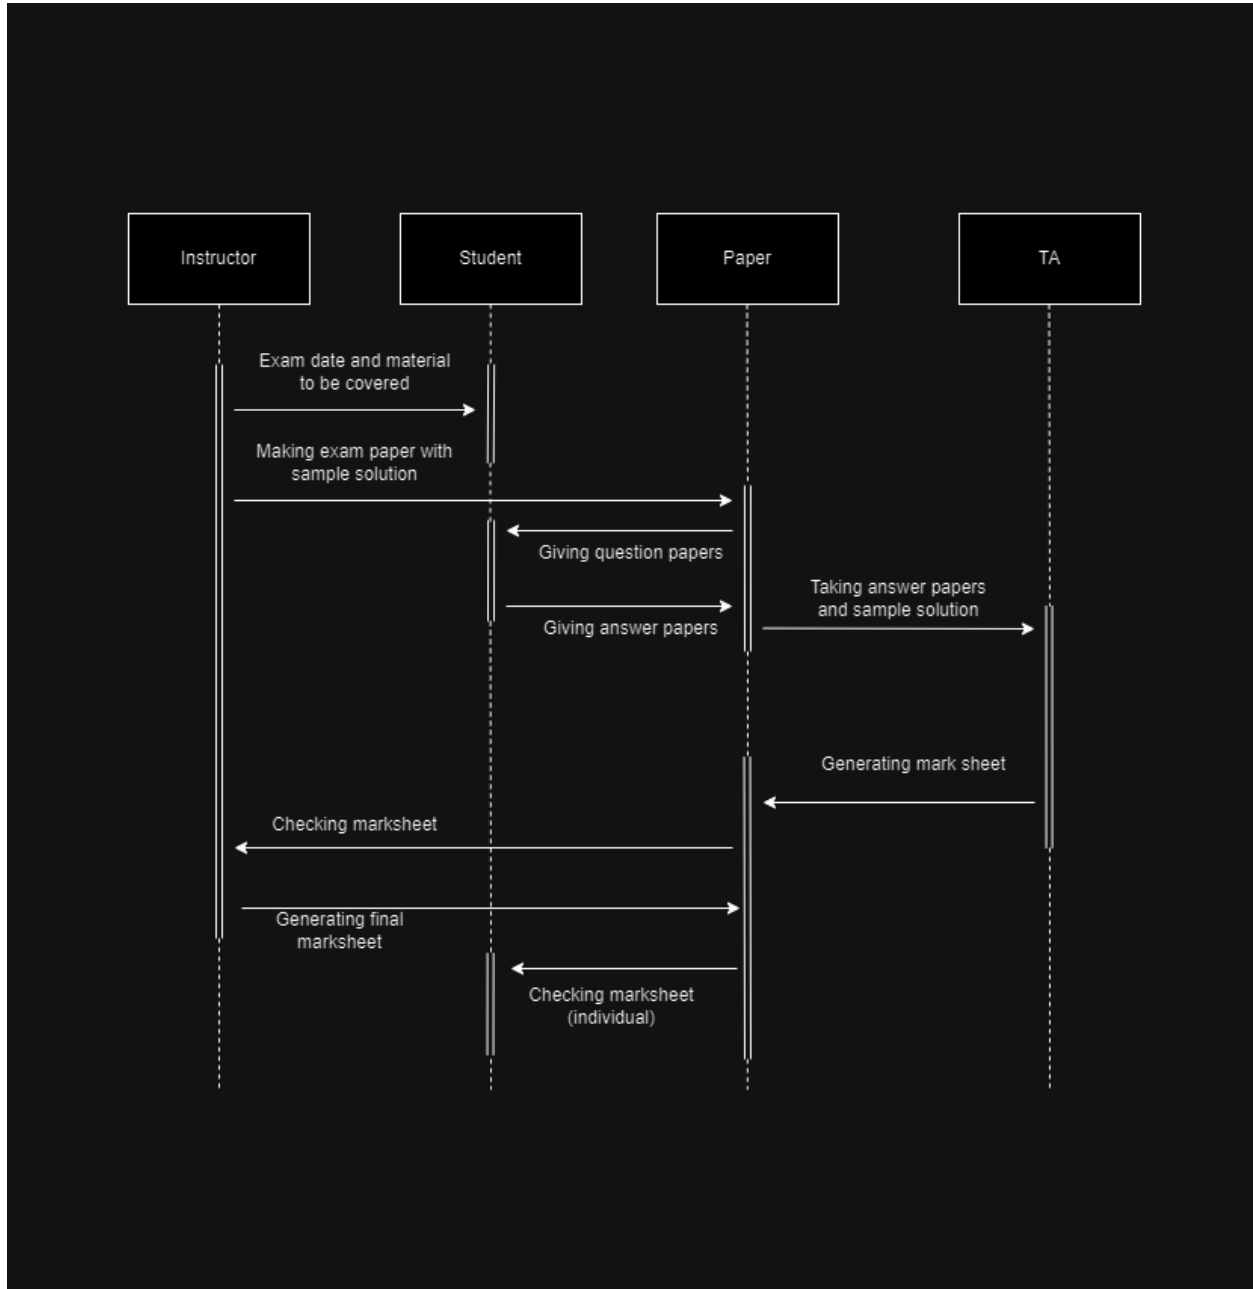 Instructor
Student
Paper
TA
Exam date and material
to be covered
Making exam paper with
sample solution
Giving question papers
Taking answer papers
and sample solution
Giving answer papers
Generating mark sheet
Checking marksheet
Generating final
marksheet
Checking marksheet
(individual)